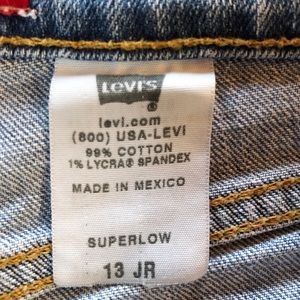 Levi's
®
levi.com
(800) USA-LEVI
99% COTTON
1% LYCRA® SPANDEX
MADE IN MEXICO
SUPERLOW
13 JR